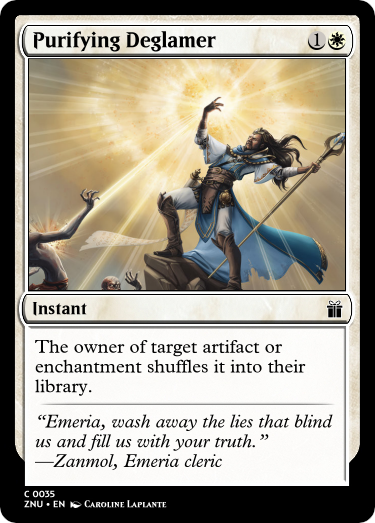 Purifying Deglamer 1
Instant
The owner of target artifact or
enchantment shuffles it into their
library.
“Emeria, wash away the lies that blind
us and fill us with your truth.”
—Zanmol, Emeria cleric
C 0035
ZNU • EN Caroline Laplante